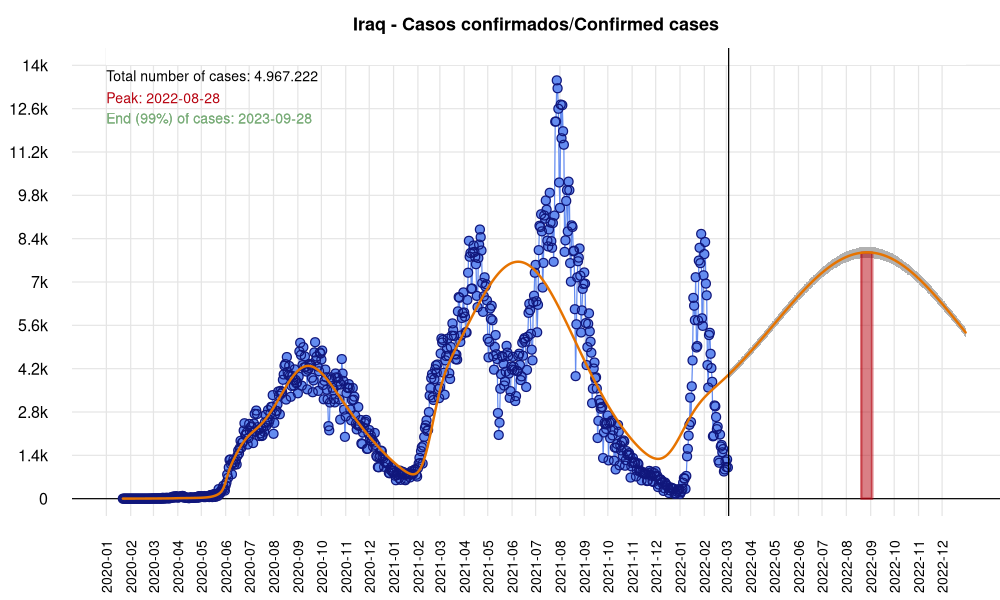 Iraq - Casos confirmados/Confirmed cases
Total number of cases: 4.967.222
Peak: 2022-08-28
End (99%) of cases: 2023-09-28
14k
12.6k
11.2k
9.8k
8.4k
7k
5.6k
4.2k
2.8k
1.4k
0
2020-01
2020-02
2020-03
2020-04
2020-05
2020-06
2020-07
2020-08
2020-09
2020-10
2020-11
2020-12
2021-01
2021-02
2021-03
2021-04
2021-05
2021-06
2021-07
2021-08
2021-09
2021-10
2021-11
2021-12
2022-01
2022-02
2022-03
2022-04
2022-05
2022-06
2022-07
2022-08
2022-09
2022-10
2022-11
2022-12